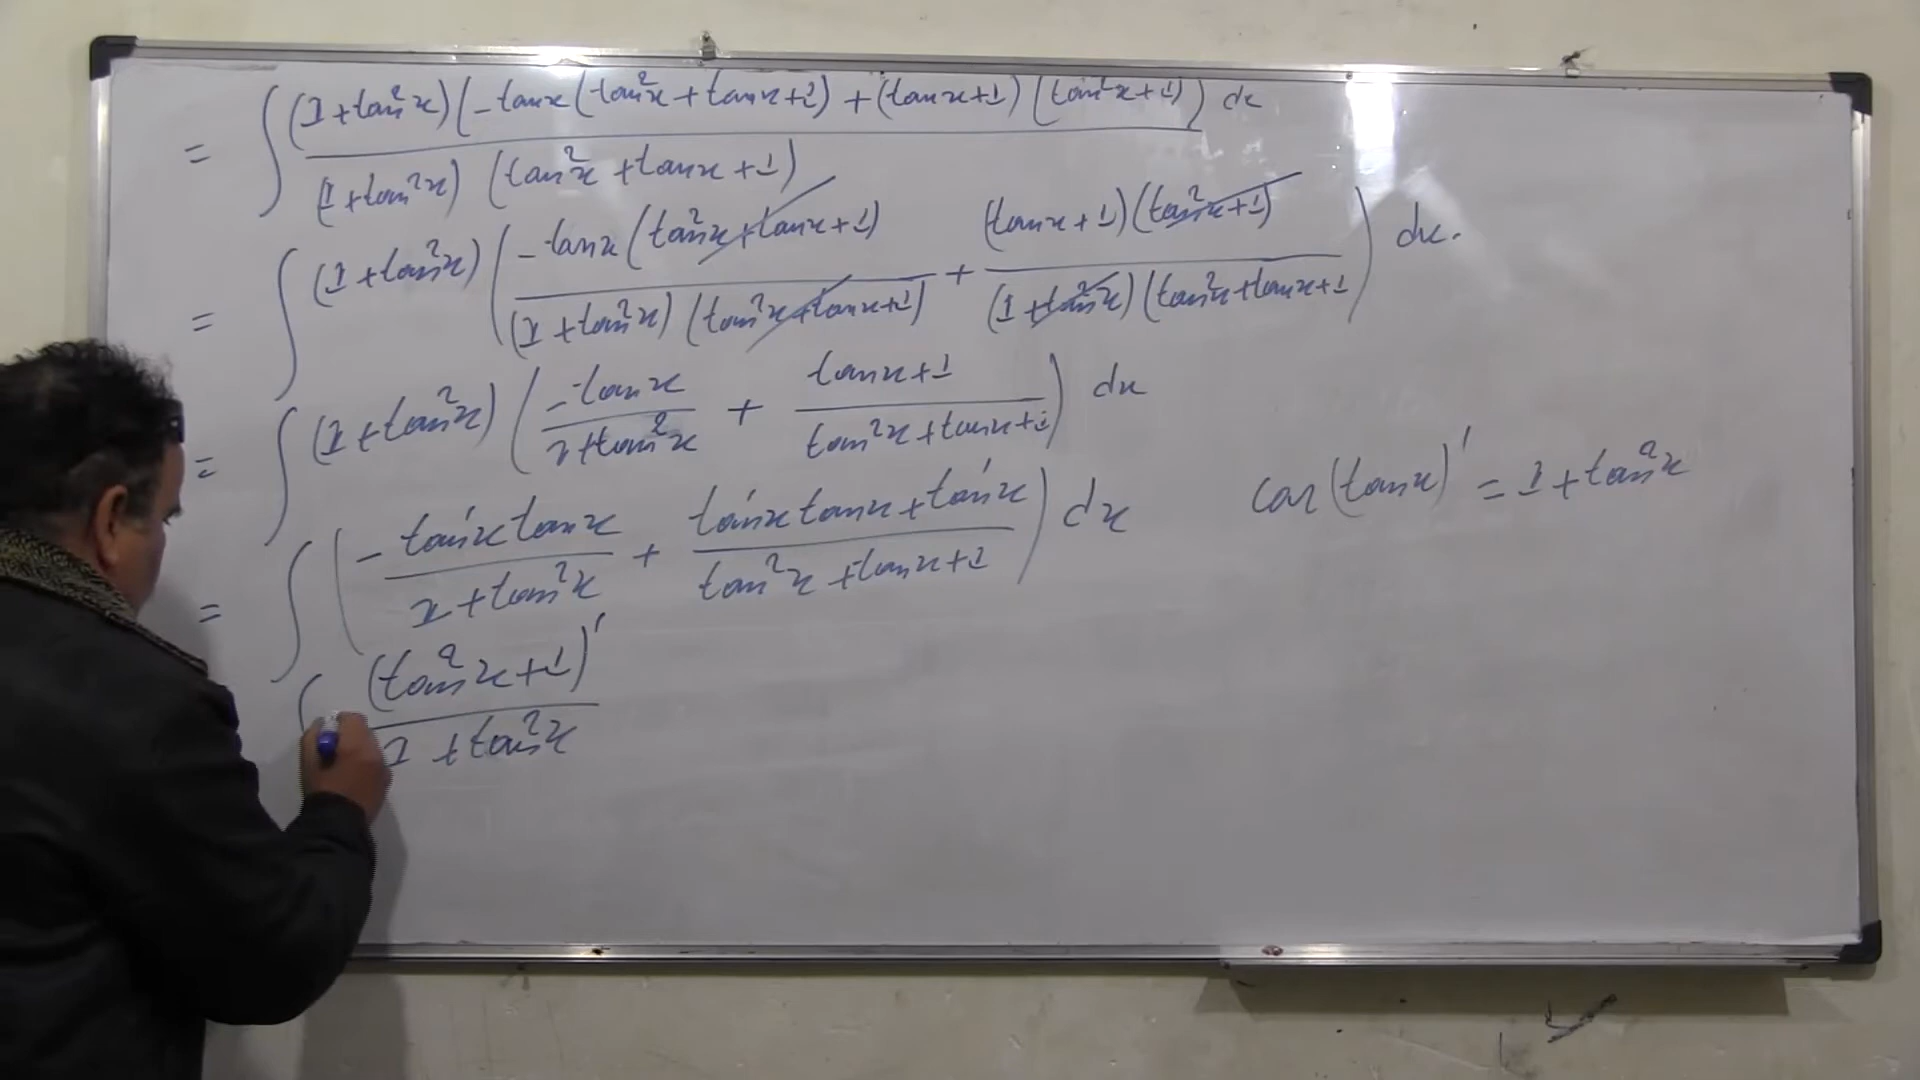 = ∫ (1+tan²x)(-tanx(tan²x+tanx+1)+(tanx+1)(tan²x+1)) / (1+tan²x)(tan²x+tanx+1) dx
= ∫ (1+tan²x)(-tanx(tan²x+tanx+1) / (1+tan²x)(tan²x+tanx+1) + (tanx+1)(tan²x+1) / (1+tan²x)(tan²x+tanx+1) ) dx.
= ∫ (1+tan²x)(-tanx / 1+tan²x + tanx+1 / tan²x+tanx+1) dx
car (tanx)' = 1+tan²x
= ∫ (- tan'x tanx / 1+tan²x + tan'x tanx + tan'x / tan²x+tanx+1) dx
∫ (tan²x+1)' / 1+tan²x